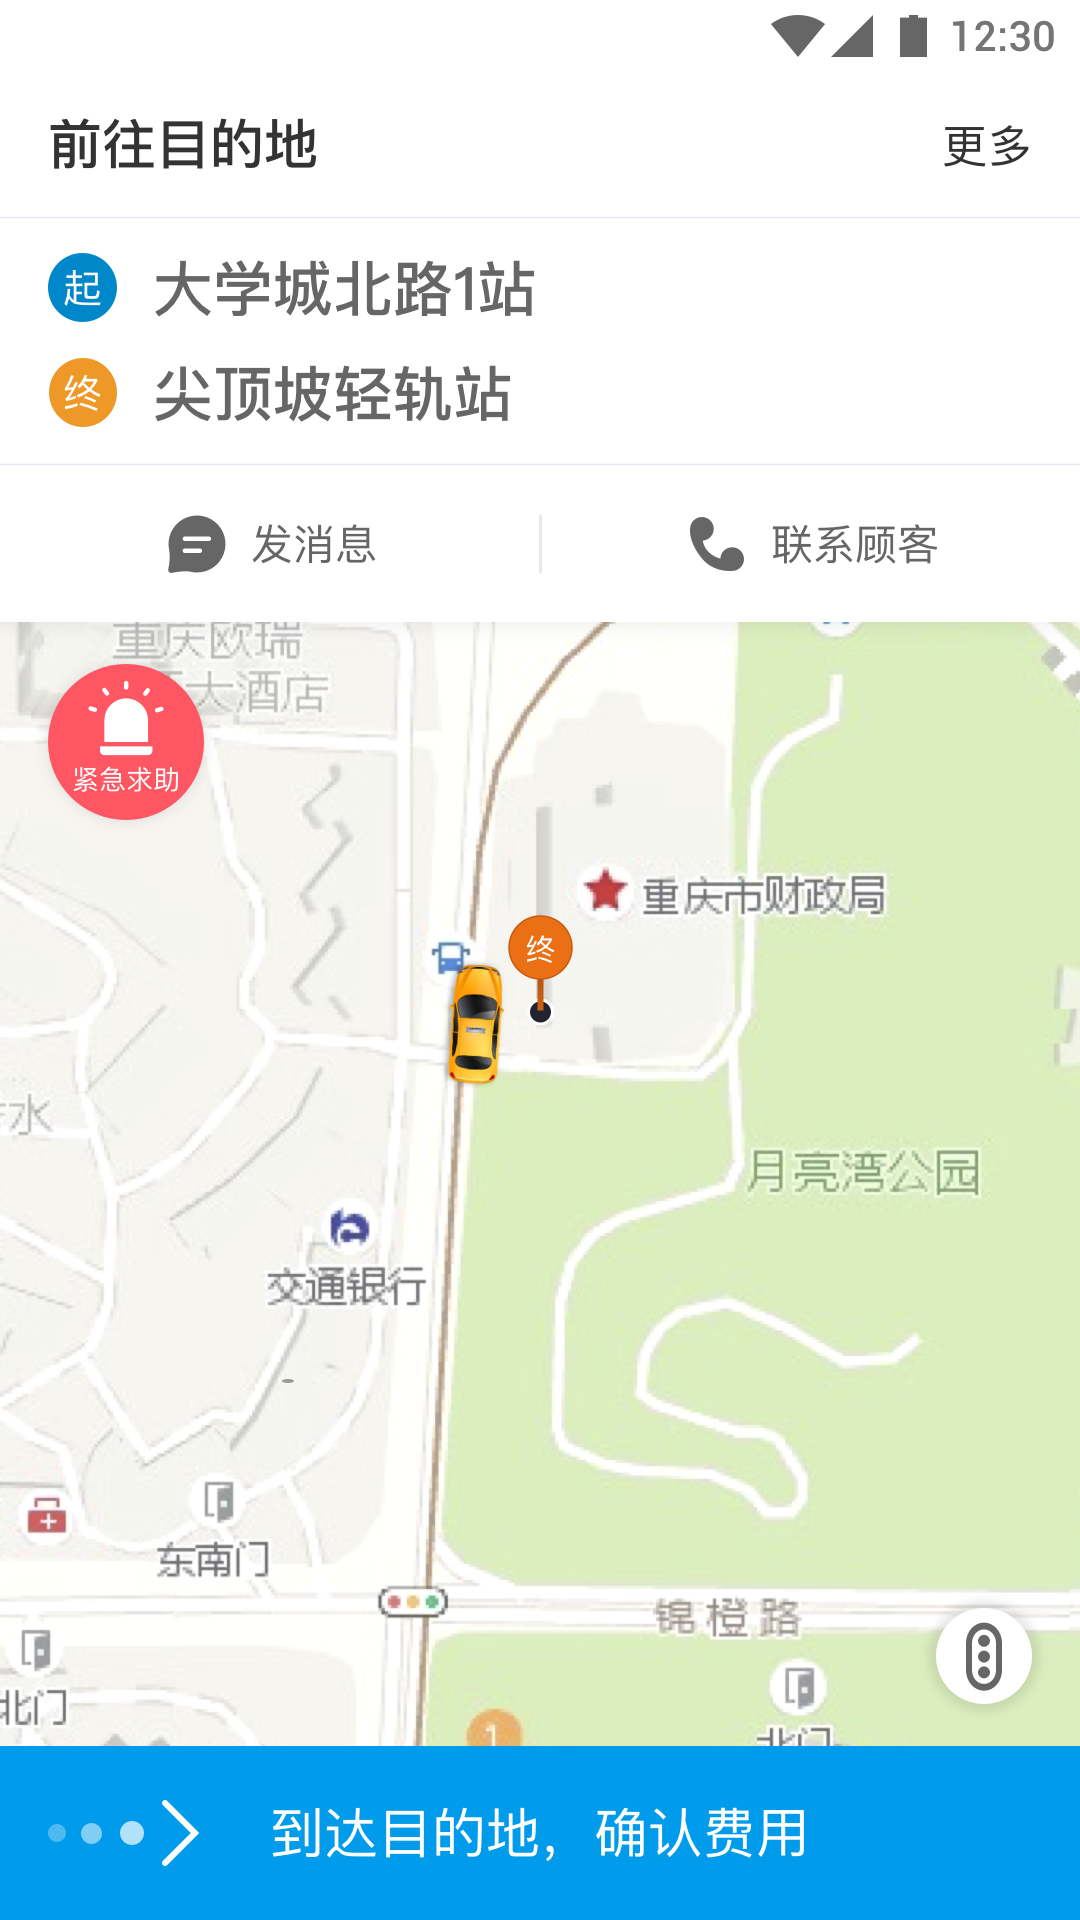 12:30
前往目的地
更多
起 大学城北路1站
终 尖顶坡轻轨站
发消息
联系顾客
重庆欧瑞
大酒店
紧急求助
重庆市财政局
终
水
月亮湾公园
交通银行
东南门
锦橙路
北门
1
北门
到达目的地，确认费用